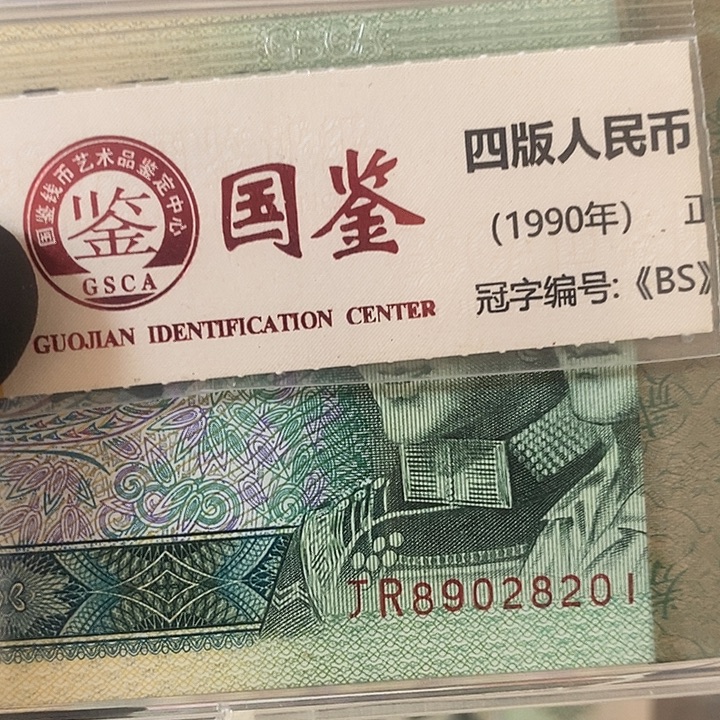 国鉴钱币艺术品鉴定中心
鉴
GSCA
国鉴
GUOJIAN IDENTIFICATION CENTER
四版人民币
(1990年) 正
冠字编号:《BS》
JR89028201